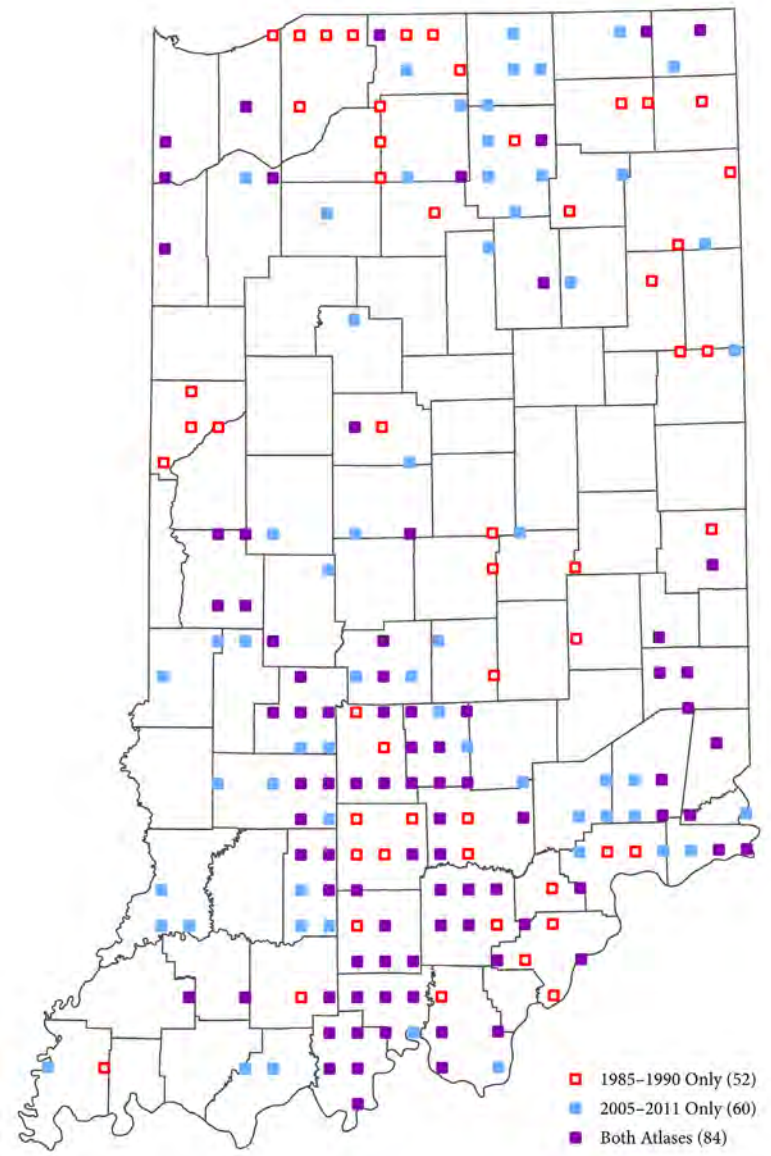 1985–1990 Only (52)
2005–2011 Only (60)
Both Atlases (84)